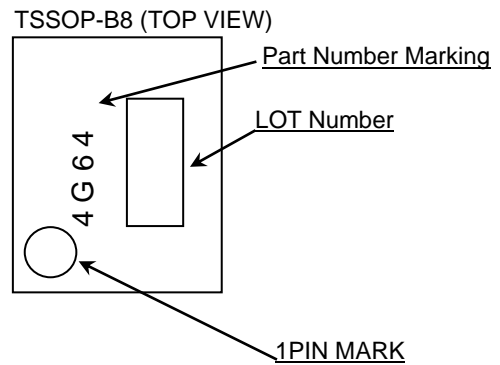 TSSOP-B8 (TOP VIEW)
Part Number Marking
LOT Number
4G64
1PIN MARK